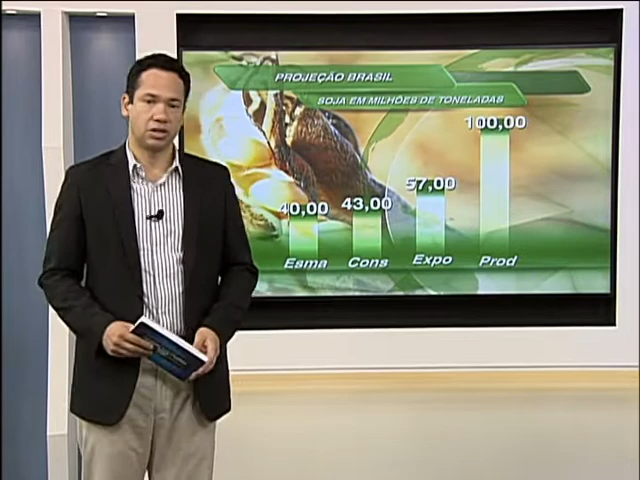 PROJEÇÃO BRASIL
SOJA EM MILHÕES DE TONELADAS
40,00 43,00 57,00 100,00
Esma Cons Expo Prod